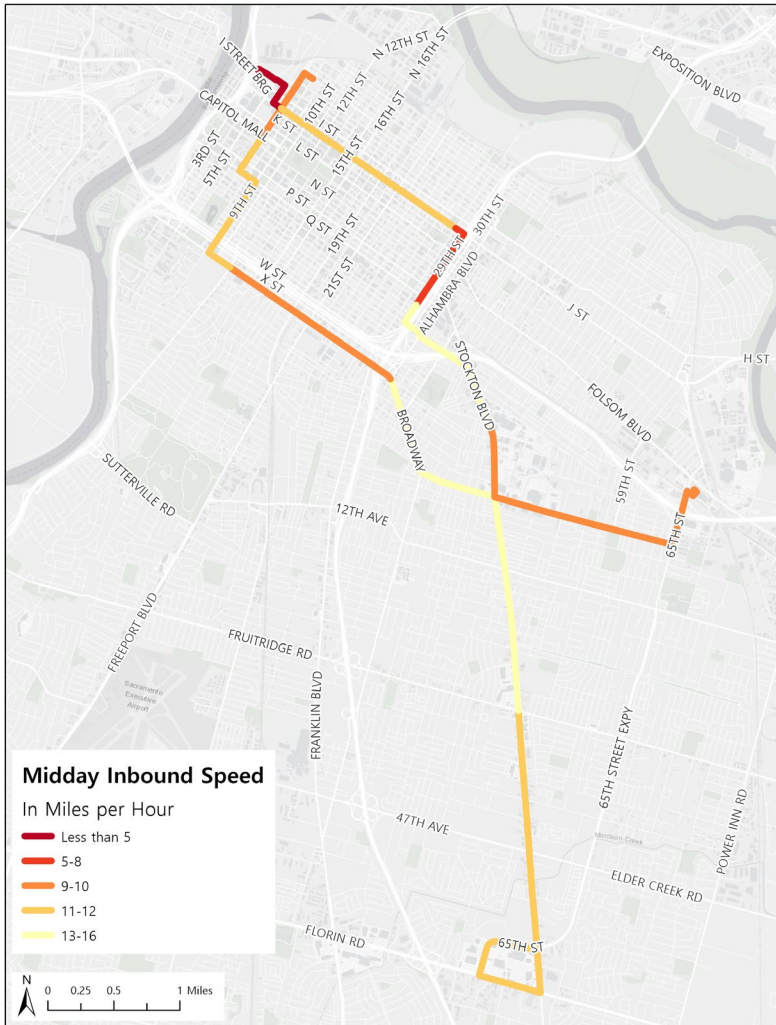 N 12TH ST
N 16TH ST
EXPOSITION BLVD
I STREET BRG
10TH ST
12TH ST
16TH ST
CAPITOL MALL
K ST
I ST
3RD ST
5TH ST
L ST
15TH ST
N ST
P ST
9TH ST
Q ST
19TH ST
30TH ST
29TH ST
ALHAMBRA BLVD
W ST
X ST
21ST ST
J ST
H ST
STOCKTON BLVD
FOLSOM BLVD
BROADWAY
59TH ST
SUTTERVILLE RD
12TH AVE
65TH ST
FREEPORT BLVD
FRUITRIDGE RD
Sacramento
Executive
Airport
FRANKLIN BLVD
65TH STREET EXPY
POWER INN RD
47TH AVE
Morrison Creek
ELDER CREEK RD
FLORIN RD
65TH ST
Midday Inbound Speed
In Miles per Hour
Less than 5
5-8
9-10
11-12
13-16
N
0 0.25 0.5 1 Miles